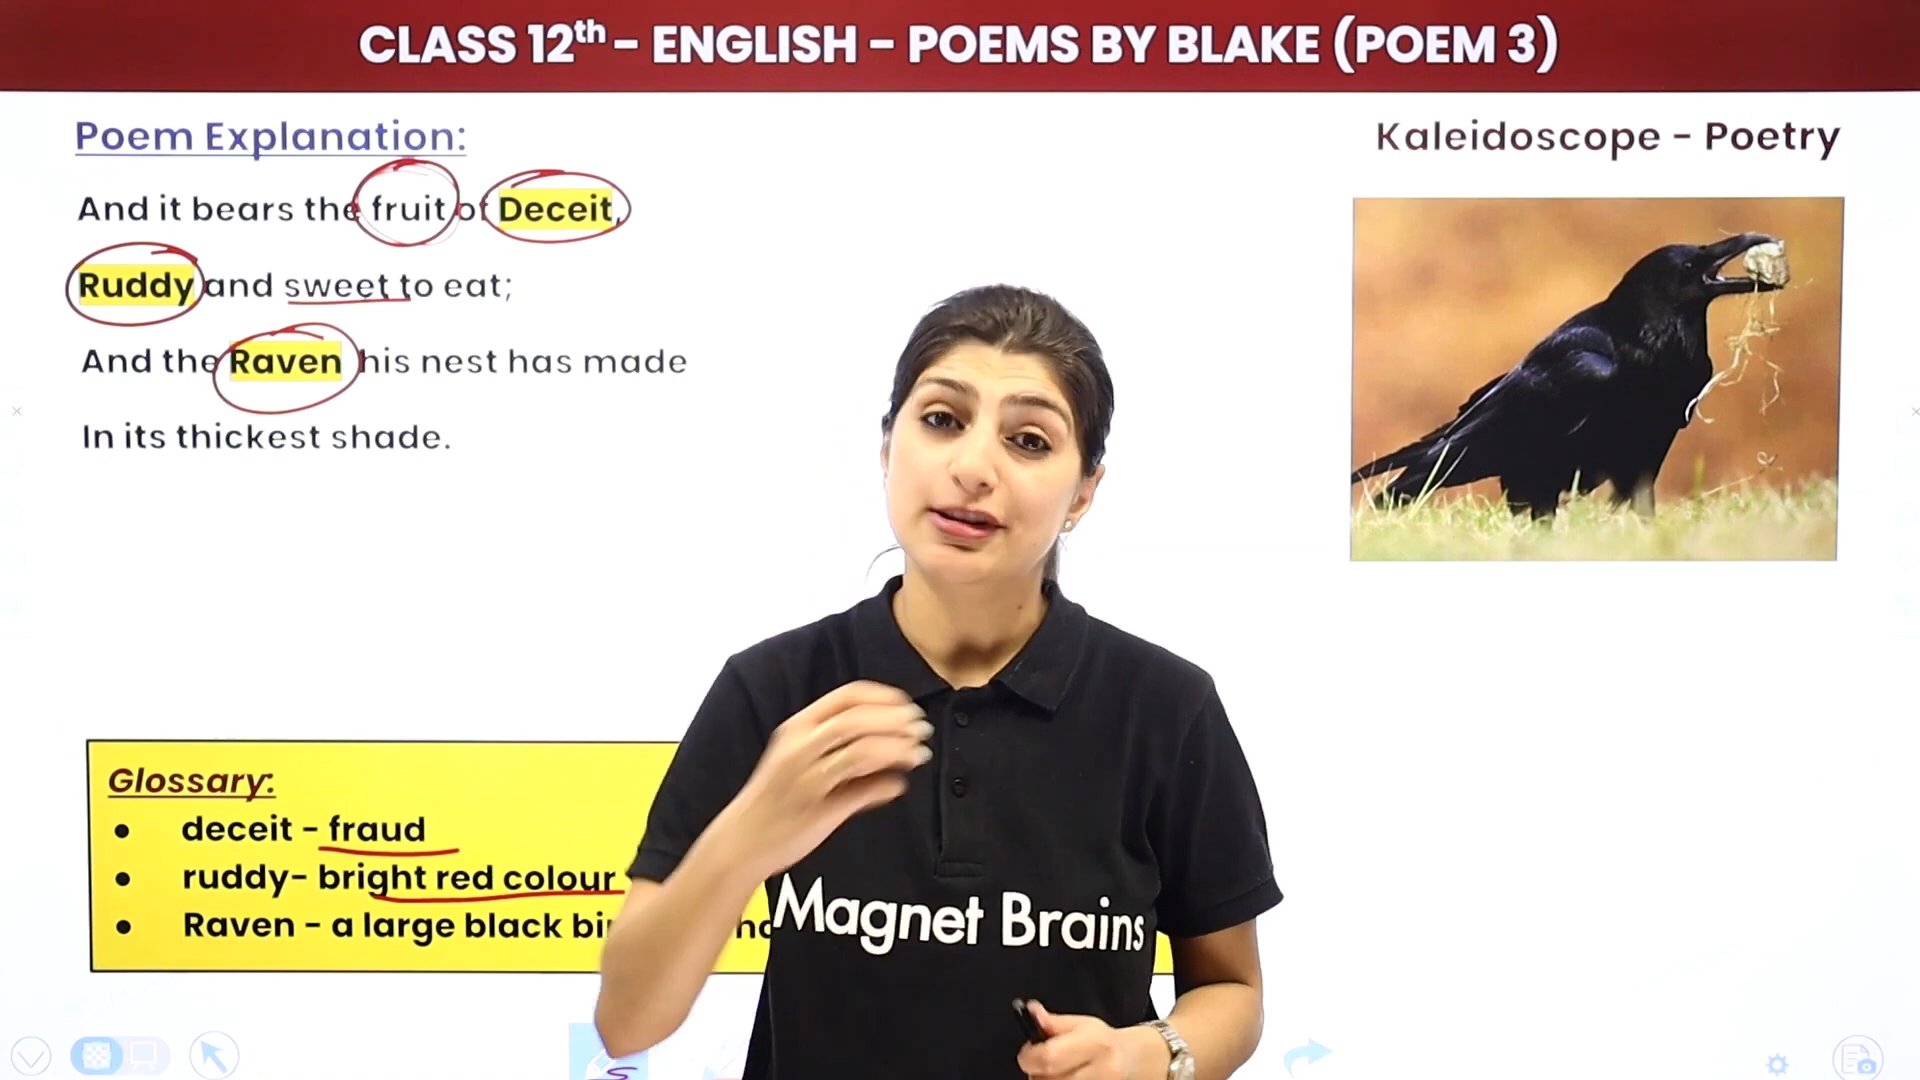 CLASS 12th – ENGLISH – POEMS BY BLAKE (POEM 3)
Poem Explanation:
Kaleidoscope - Poetry
And it bears the fruit of Deceit,
Ruddy and sweet to eat;
And the Raven his nest has made
In its thickest shade.
Glossary:
• deceit - fraud
• ruddy- bright red colour
• Raven - a large black
Magnet Brains